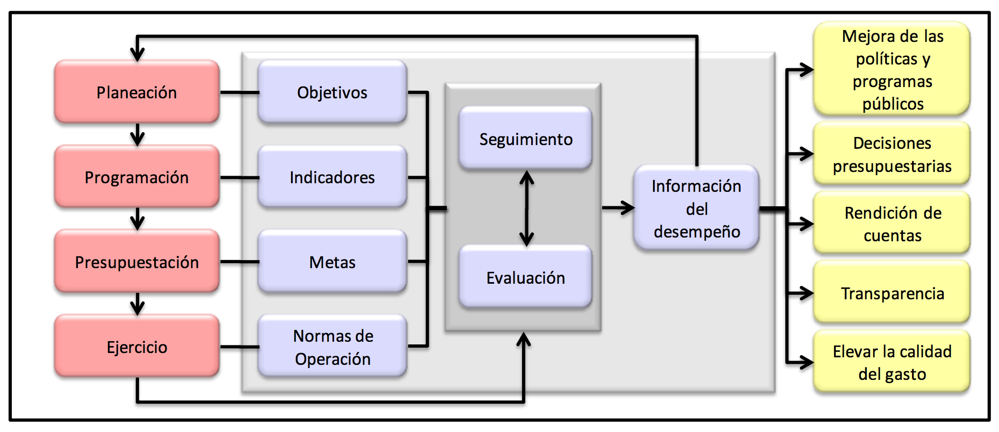 Planeación
Programación
Presupuestación
Ejercicio
Objetivos
Indicadores
Metas
Normas de
Operación
Seguimiento
Evaluación
Información
del
desempeño
Mejora de las
políticas y
programas
públicos
Decisiones
presupuestarias
Rendición de
cuentas
Transparencia
Elevar la calidad
del gasto